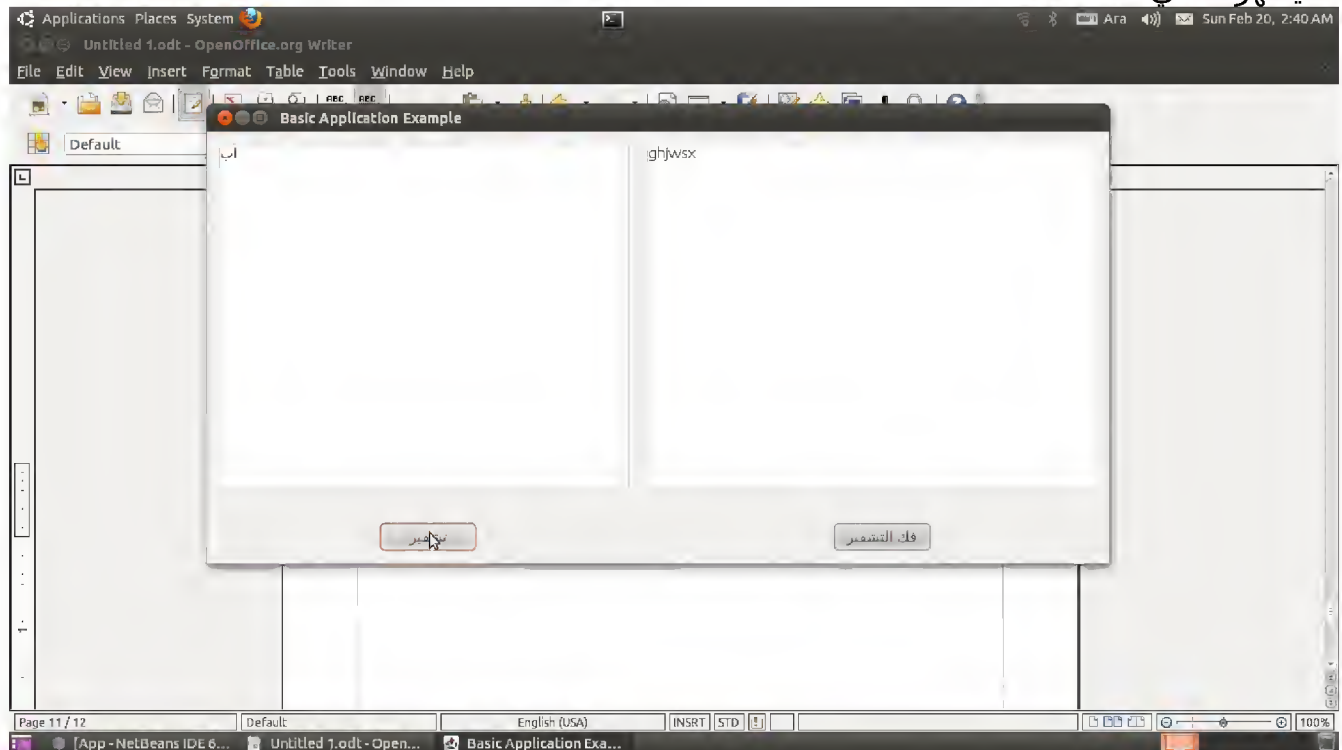 Applications Places System
Ara
Sun Feb 20, 2:40 AM
Untitled 1.odt - OpenOffice.org Writer
File Edit View Insert Format Table Tools Window Help
Basic Application Example
Default
أب
ghjwsx
فك التشفير
Page 11 / 12
Default
English (USA)
INSRT
STD
100%
[App - NetBeans IDE 6...
Untitled 1.odt - Open...
Basic Application Exa...